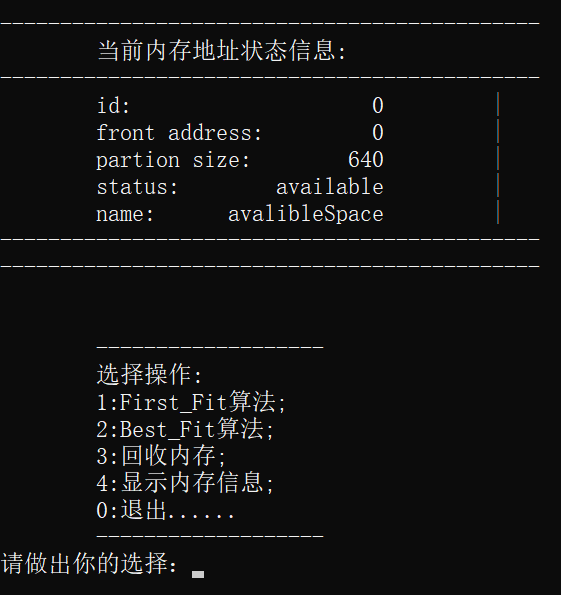 当前内存地址状态信息:
id: 0
front address: 0
partion size: 640
status: available
name: avalibleSpace
选择操作:
1:First_Fit算法;
2:Best_Fit算法;
3:回收内存;
4:显示内存信息;
0:退出......
请做出你的选择: